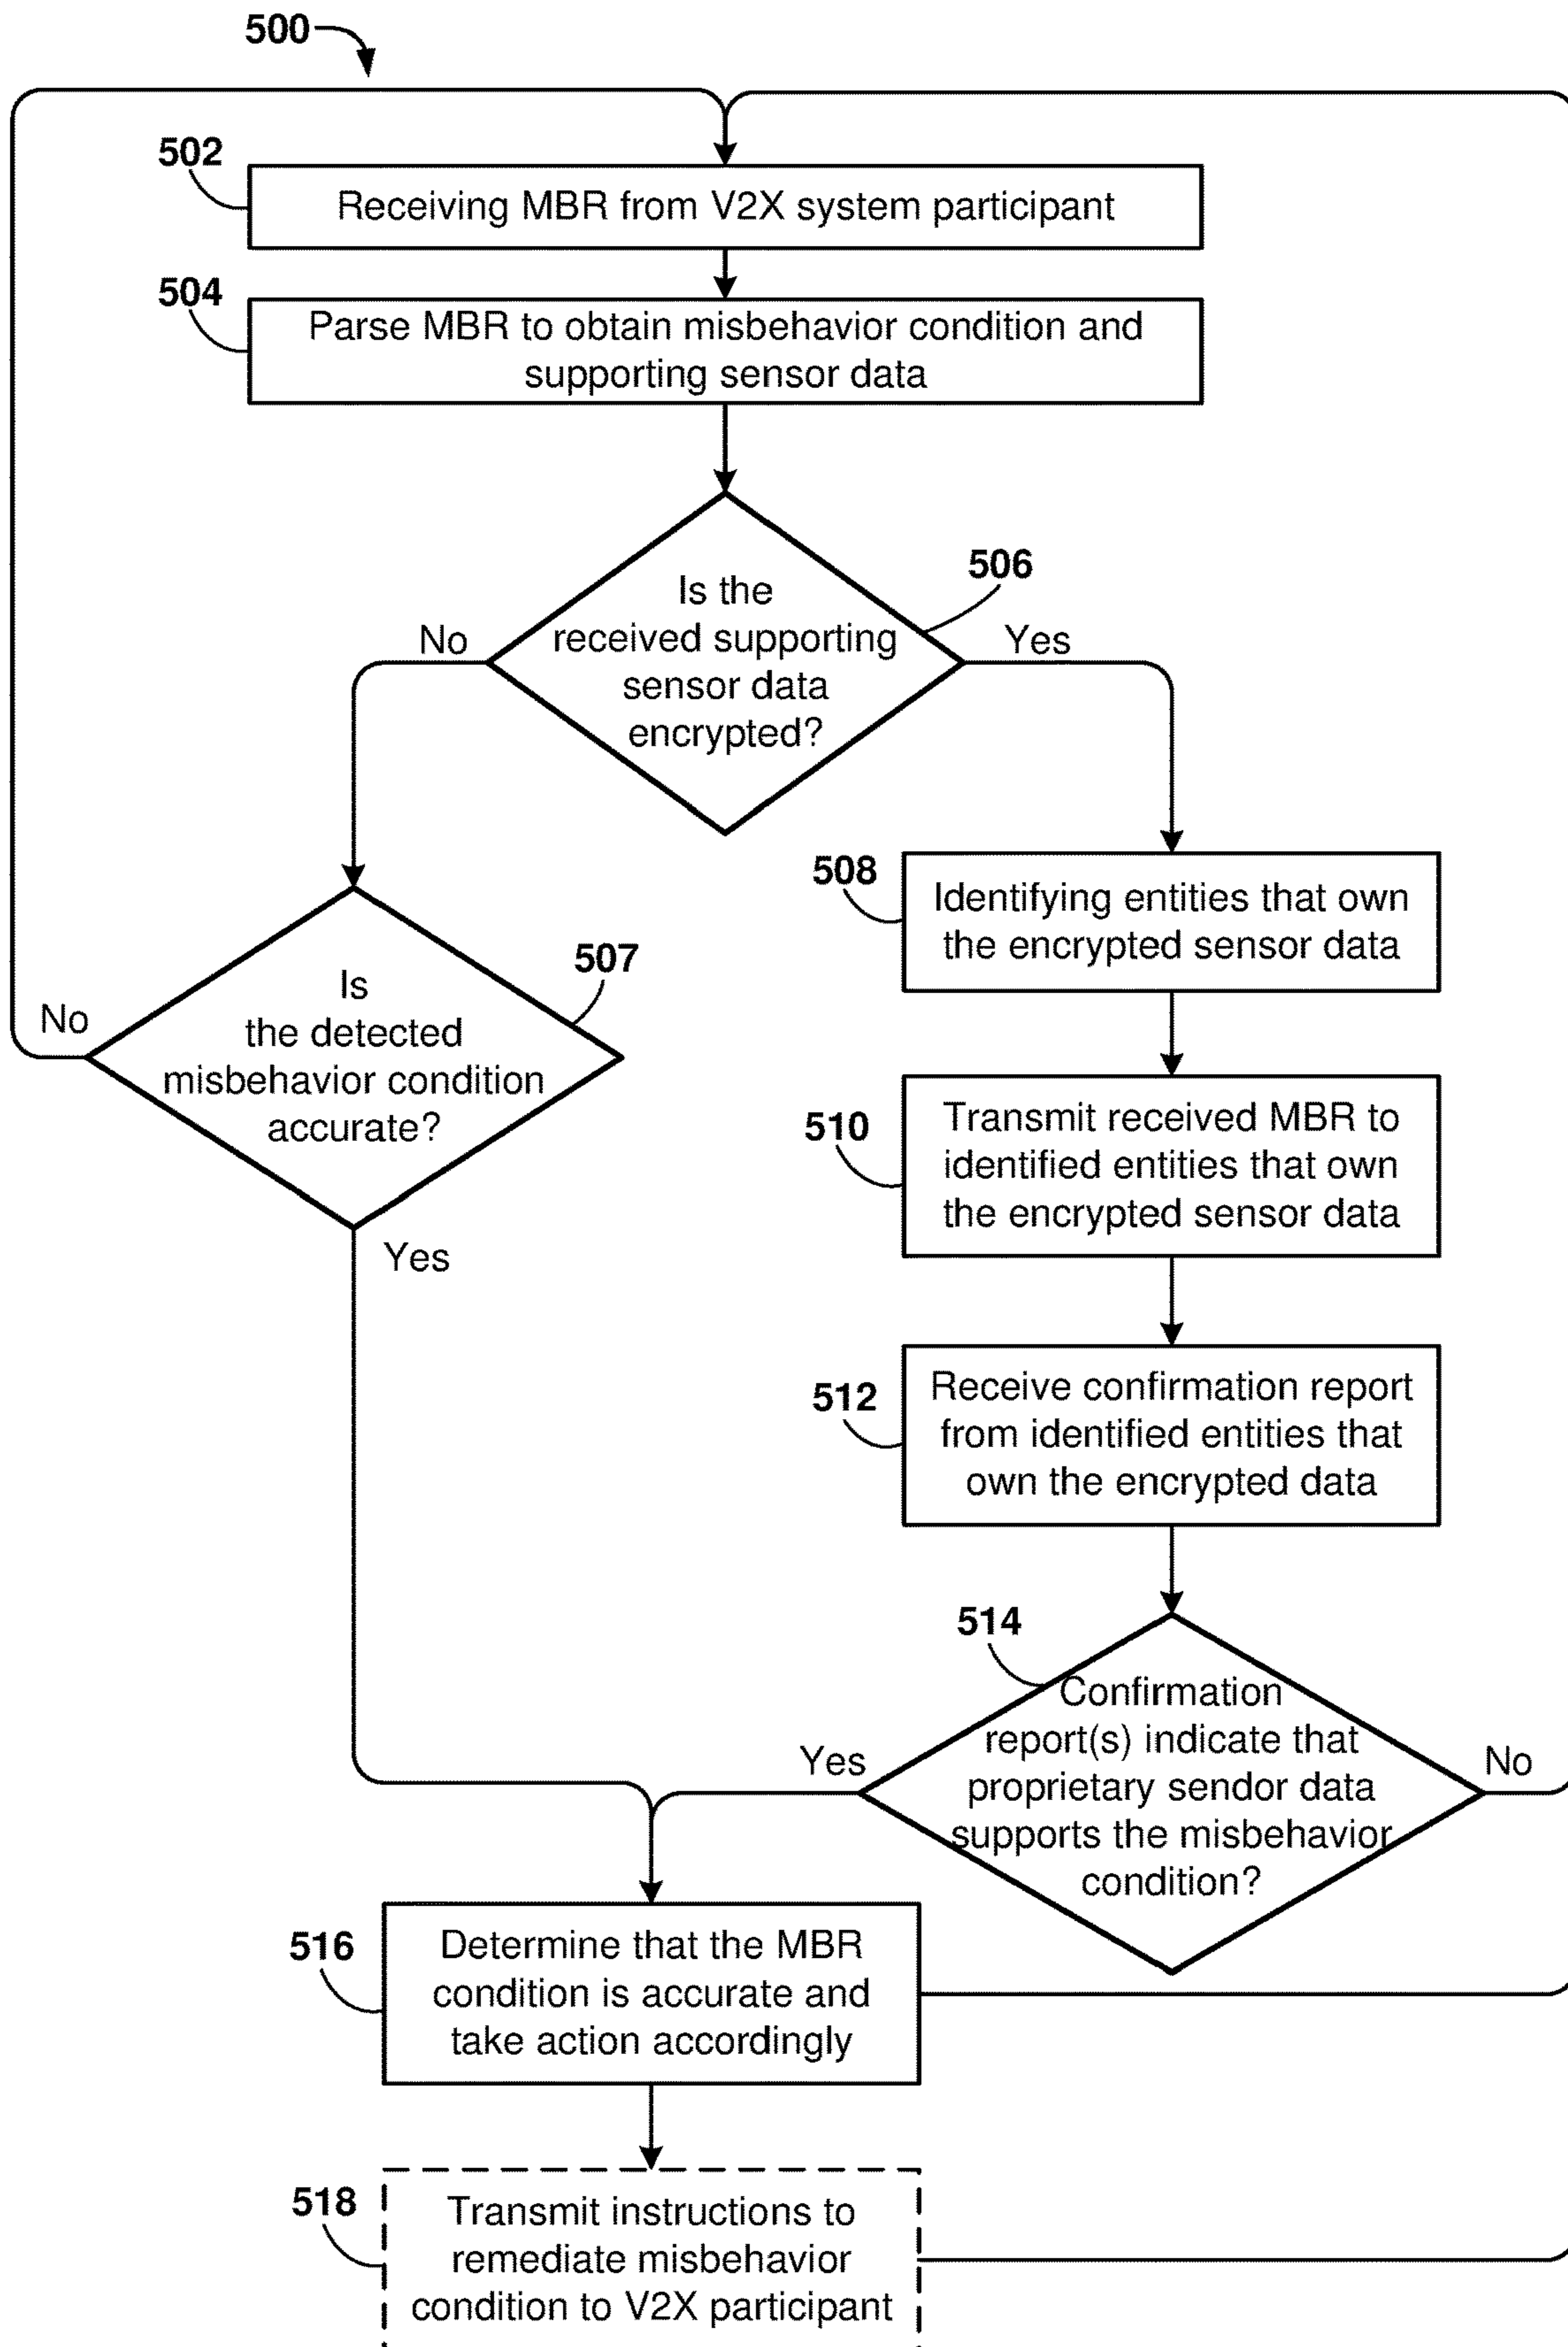 500
502
Receiving MBR from V2X system participant
504
Parse MBR to obtain misbehavior condition and
supporting sensor data
506
Is the
received supporting
sensor data
encrypted?
No
Yes
508
Identifying entities that own
the encrypted sensor data
507
Is
the detected
misbehavior condition
accurate?
No
Yes
510
Transmit received MBR to
identified entities that own
the encrypted sensor data
512
Receive confirmation report
from identified entities that
own the encrypted data
514
Confirmation
report(s) indicate that
proprietary sendor data
supports the misbehavior
condition?
Yes
No
516
Determine that the MBR
condition is accurate and
take action accordingly
518
Transmit instructions to
remediate misbehavior
condition to V2X participant